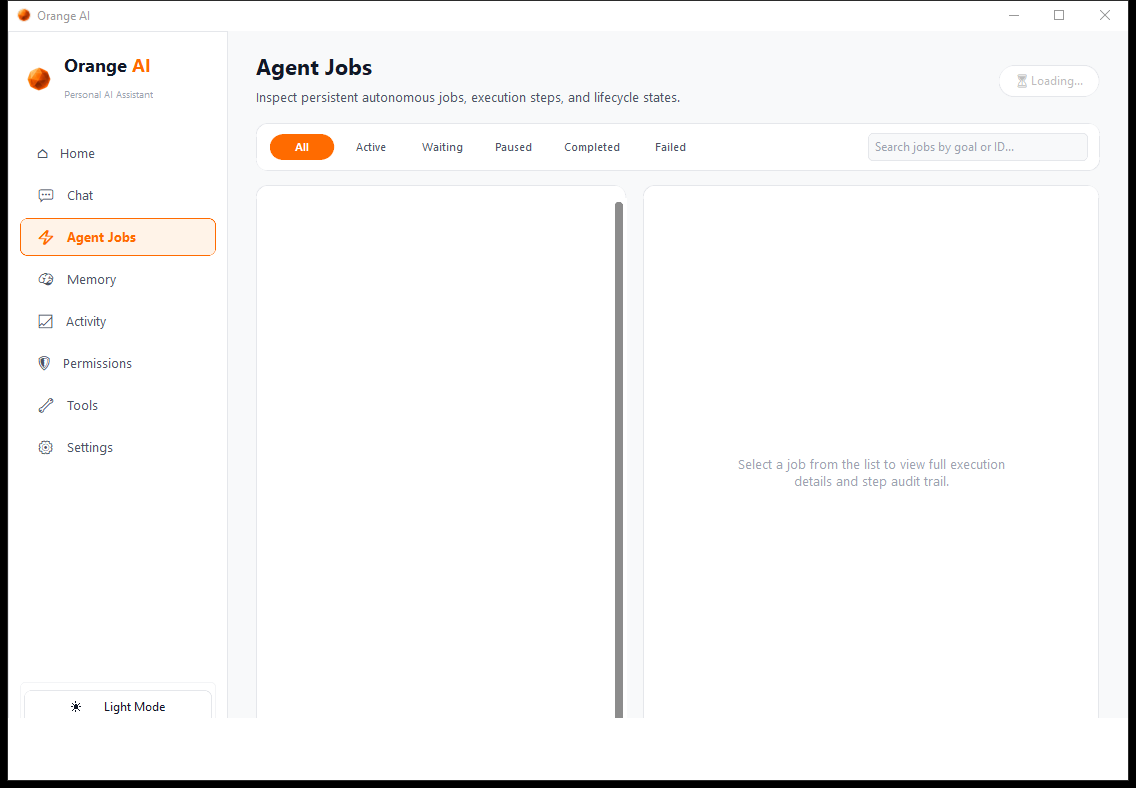 Orange AI
Orange AI
Personal AI Assistant
Home
Chat
Agent Jobs
Memory
Activity
Permissions
Tools
Settings
Light Mode
Agent Jobs
Inspect persistent autonomous jobs, execution steps, and lifecycle states.
⏳ Loading...
All Active Waiting Paused Completed Failed
Search jobs by goal or ID...
Select a job from the list to view full execution
details and step audit trail.